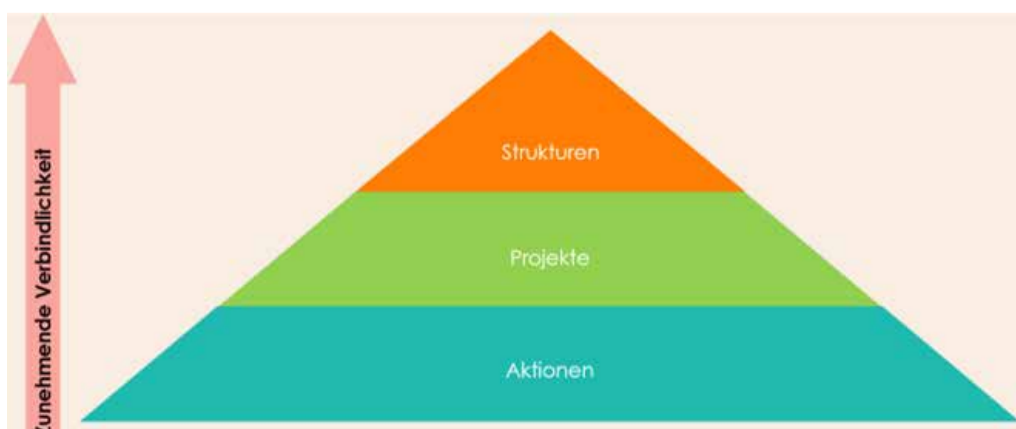 Zunehmende Verbindlichkeit
Strukturen
Projekte
Aktionen